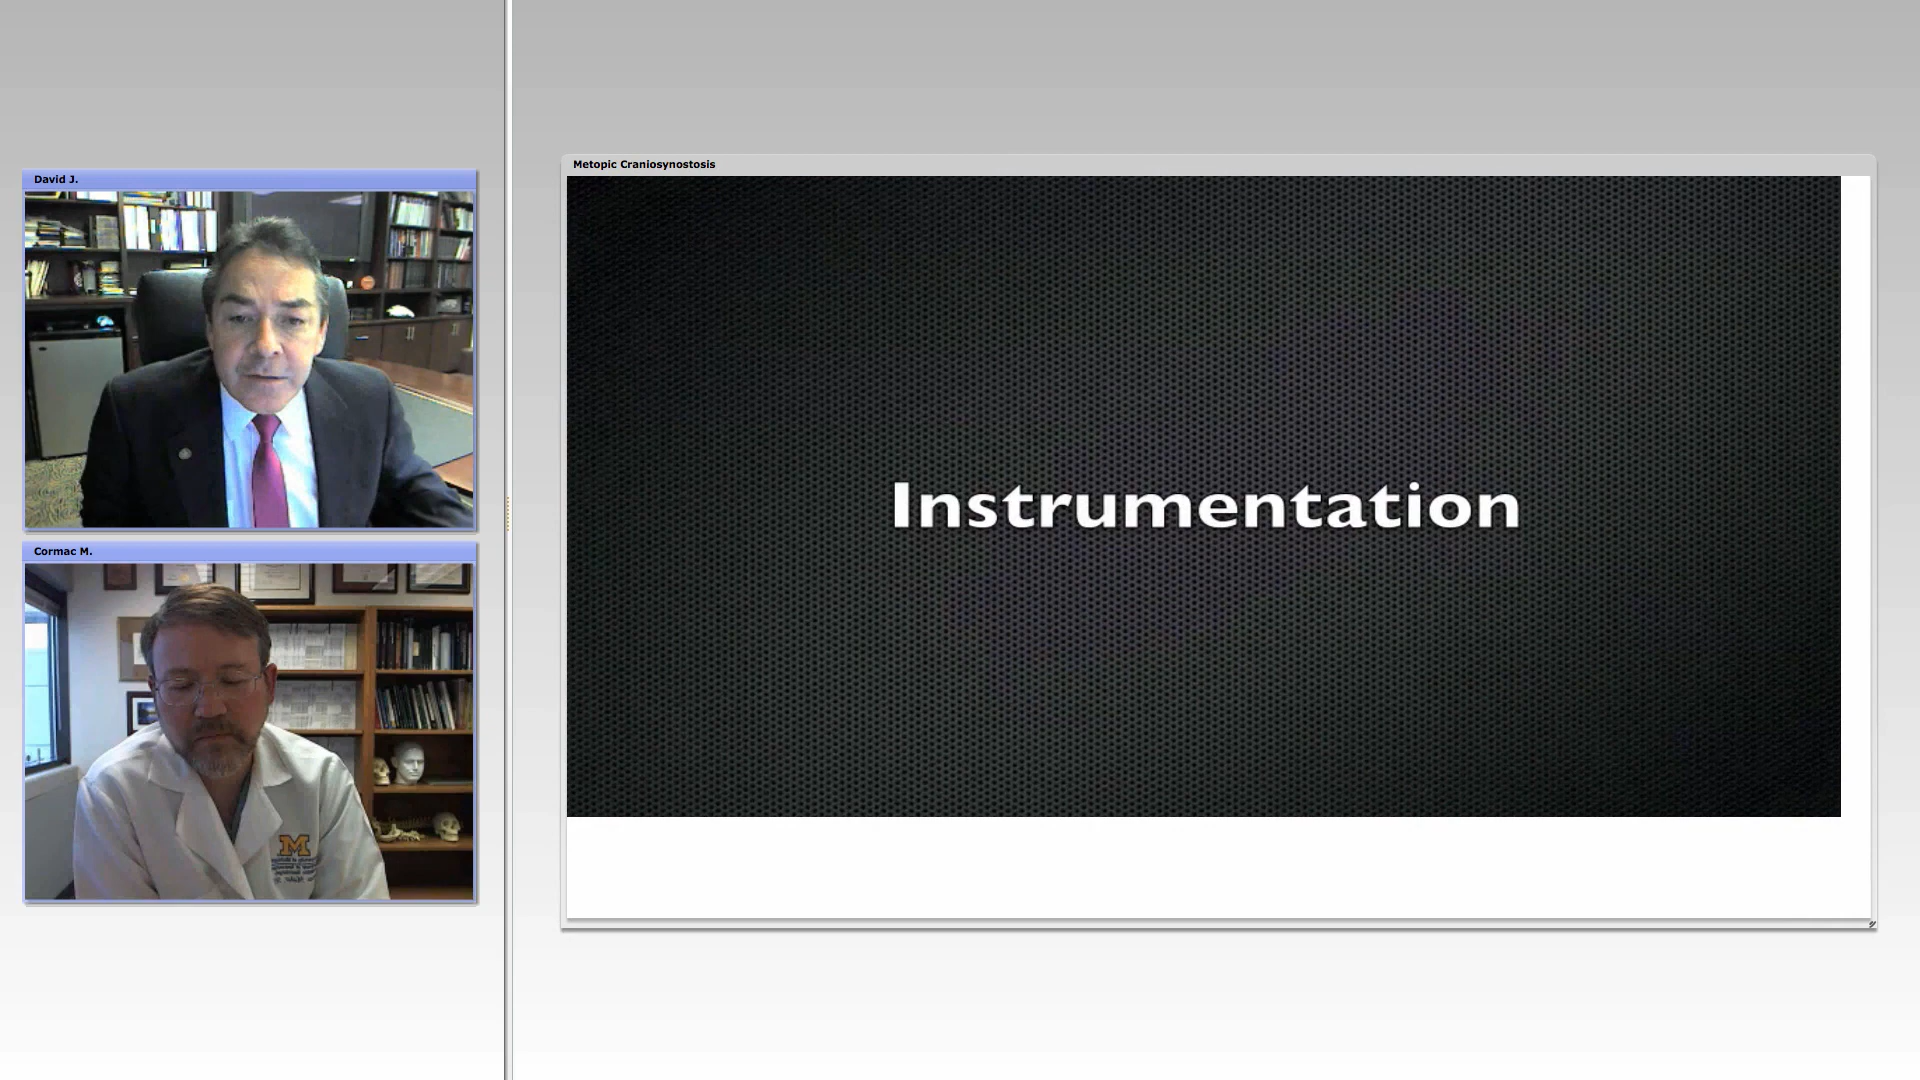 David J.
Cormac M.
M
Metopic Craniosynostosis
Instrumentation